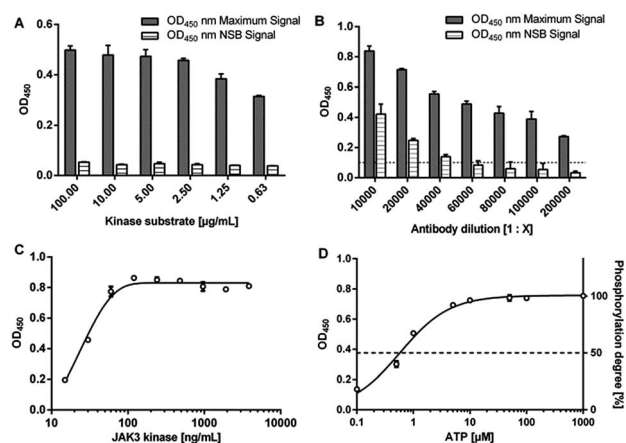 A
OD450 nm Maximum Signal
OD450 nm NSB Signal
0.6
0.4
0.2
0.0
OD450
100.00 10.00 5.00 2.50 1.25 0.63
Kinase substrate [µg/mL]
B
OD450 nm Maximum Signal
OD450 nm NSB Signal
1.0
0.8
0.6
0.4
0.2
0.0
OD450
10000 20000 40000 60000 80000 100000 200000
Antibody dilution [1 : X]
C
1.0
0.8
0.6
0.4
0.2
0.0
OD450
10 100 1000 10000
JAK3 kinase [ng/mL]
D
1.0
0.8
0.6
0.4
0.2
0.0
OD450
0.1 1 10 100 1000
ATP [µM]
100
50
0
Phosphorylation degree [%]